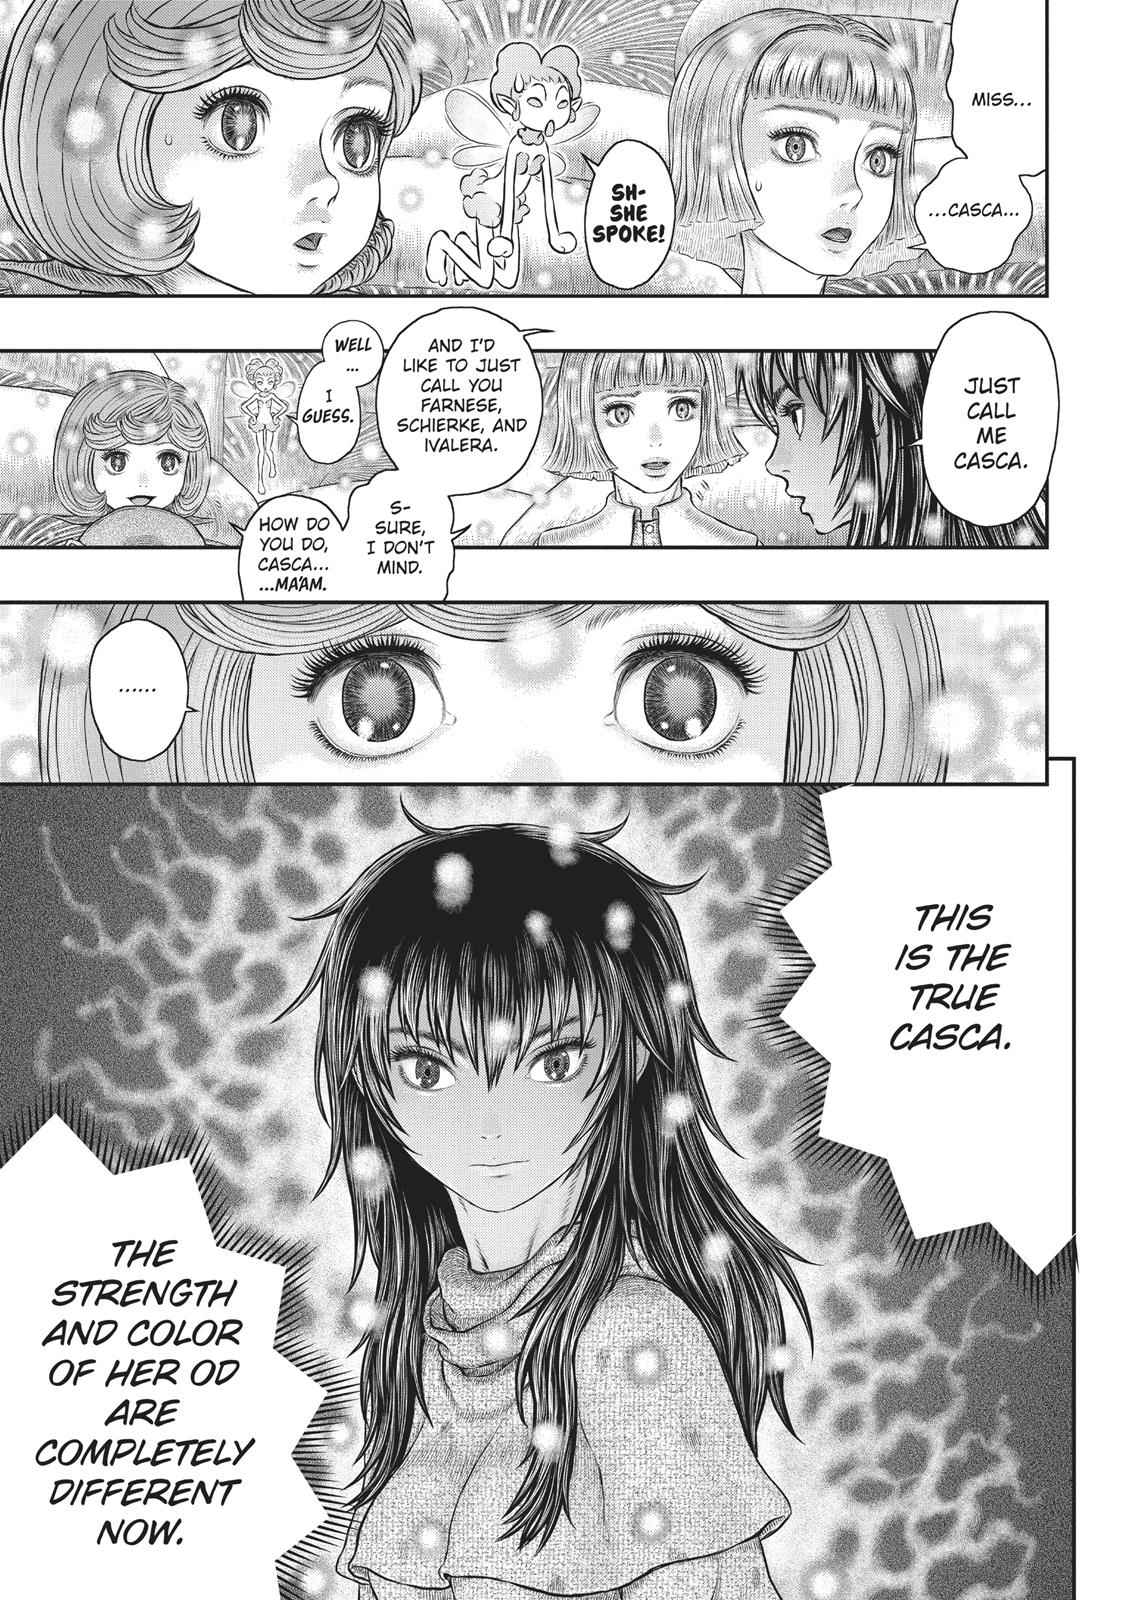 MISS...
...CASCA...
SH-
SHE
SPOKE!
JUST
CALL
ME
CASCA.
AND I'D
LIKE TO JUST
CALL YOU
FARNESE,
SCHIERKE, AND
IVALERA.
WELL
...
I
GUESS.
S-
SURE,
I DON'T
MIND.
HOW DO
YOU DO,
CASCA...
...MA'AM.
......
THIS
IS THE
TRUE
CASCA.
THE
STRENGTH
AND COLOR
OF HER OD
ARE
COMPLETELY
DIFFERENT
NOW.